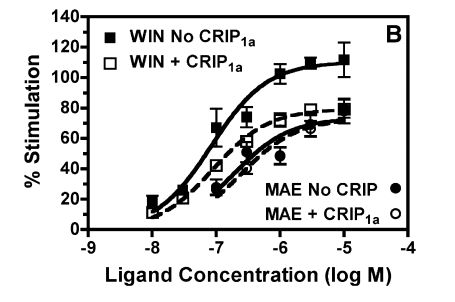 140
120
100
80
60
40
20
0
% Stimulation
WIN No CRIP1a
WIN + CRIP1a
B
MAE No CRIP
MAE + CRIP1a
-9 -8 -7 -6 -5 -4
Ligand Concentration (log M)